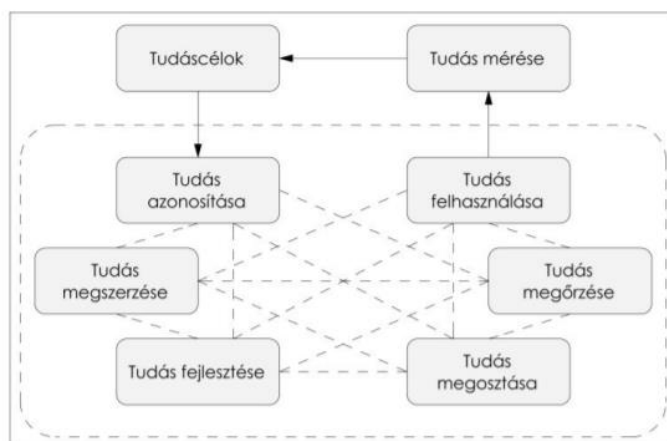 Tudáscélok
Tudás mérése
Tudás
azonosítása
Tudás
felhasználása
Tudás
megszerzése
Tudás
megőrzése
Tudás fejlesztése
Tudás
megosztása